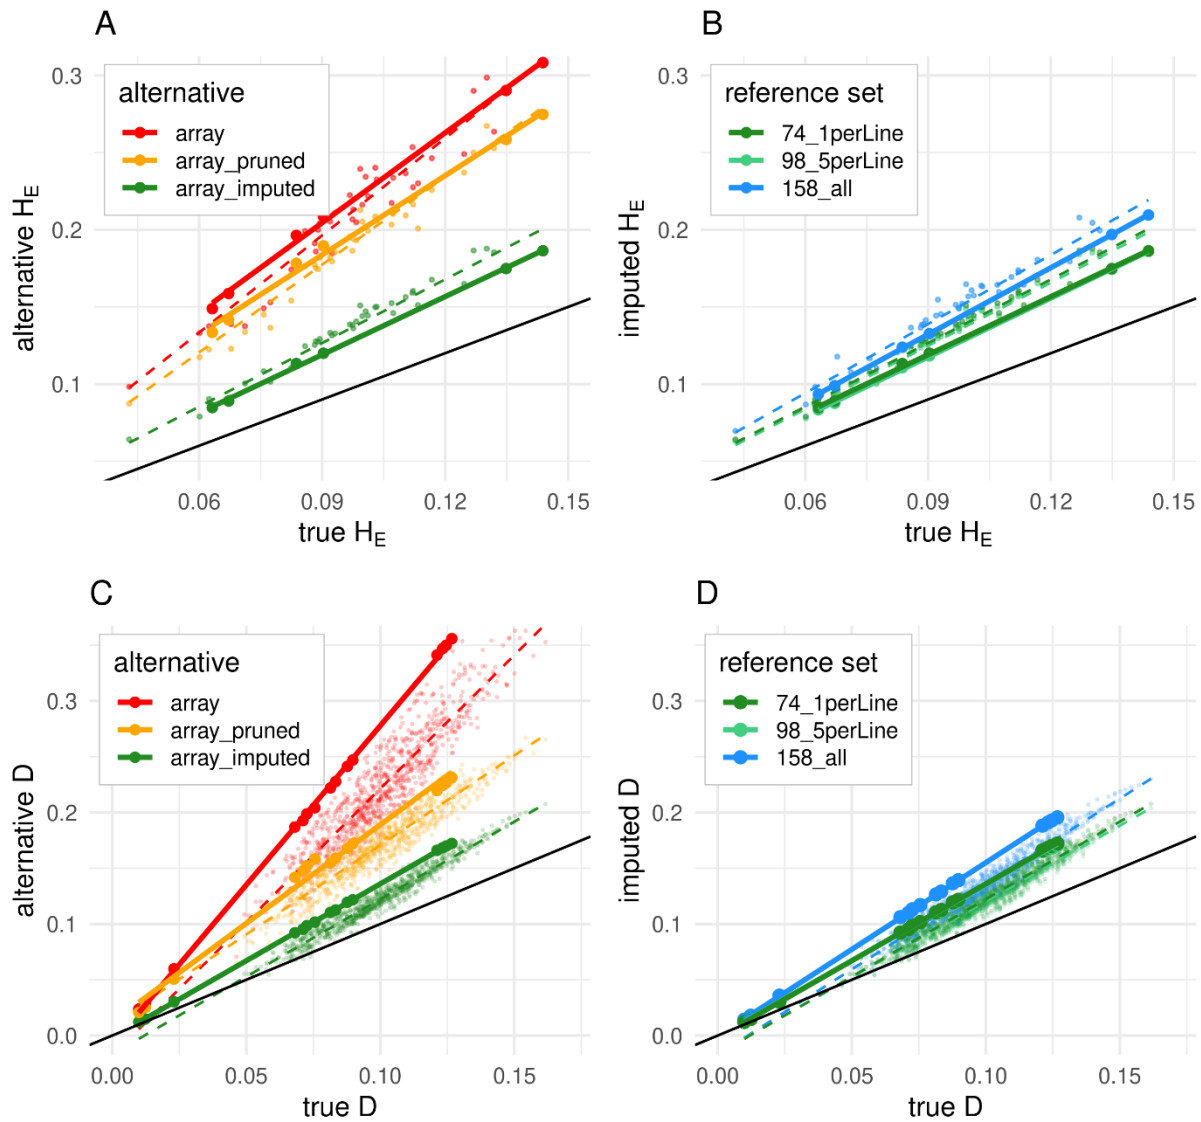 A
alternative
array
array_pruned
array_imputed
0.3
0.2
0.1
alternative HE
0.06
0.09
0.12
0.15
true HE
B
reference set
74_1perLine
98_5perLine
158_all
0.3
0.2
0.1
imputed HE
0.06
0.09
0.12
0.15
true HE
C
alternative
array
array_pruned
array_imputed
0.3
0.2
0.1
0.0
alternative D
0.00
0.05
0.10
0.15
true D
D
reference set
74_1perLine
98_5perLine
158_all
0.3
0.2
0.1
0.0
imputed D
0.00
0.05
0.10
0.15
true D